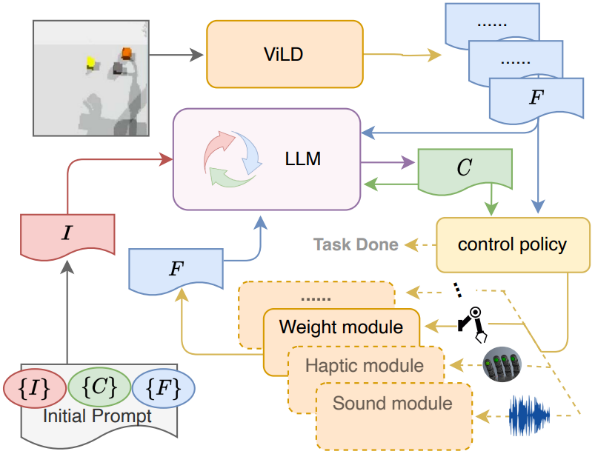 ViLD
......
......
F
LLM
C
I
Task Done
control policy
F
......
Weight module
Haptic module
Sound module
{I}
{C}
{F}
Initial Prompt